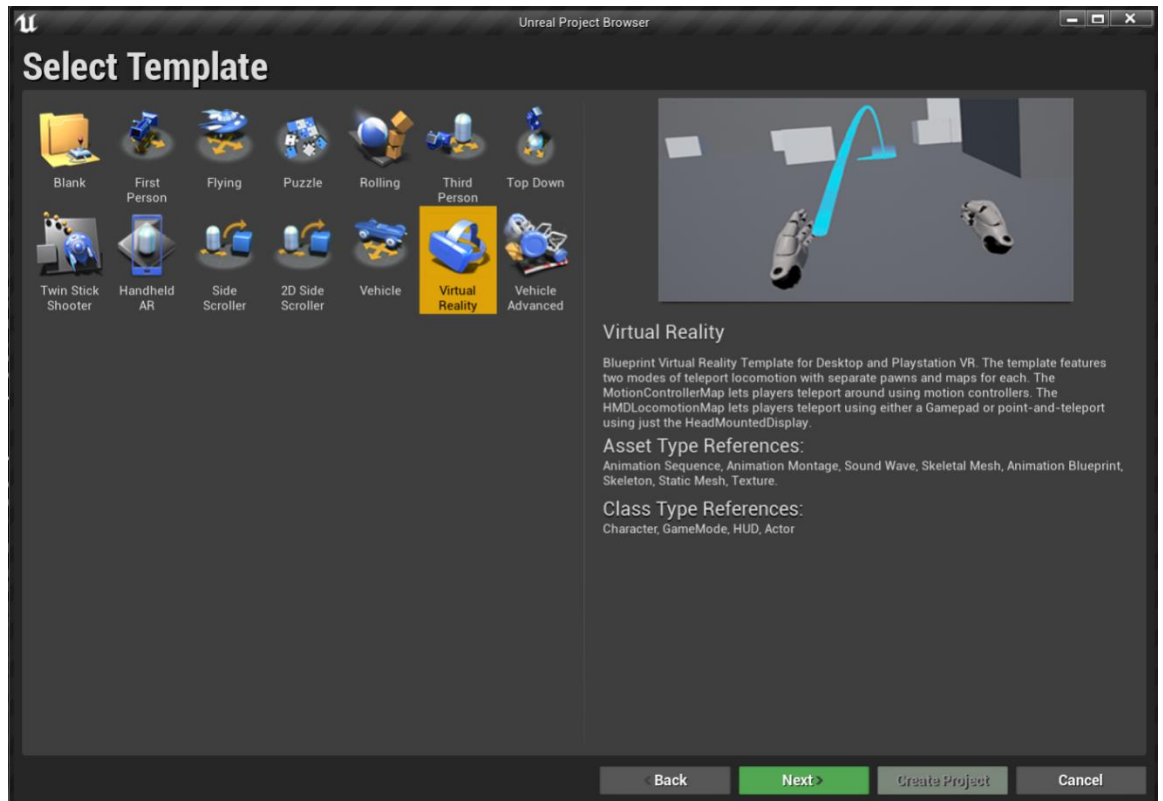 Unreal Project Browser
Select Template
Blank
First
Person
Flying
Puzzle
Rolling
Third
Person
Top Down
Twin Stick
Shooter
Handheld
AR
Side
Scroller
2D Side
Scroller
Vehicle
Virtual
Reality
Vehicle
Advanced
Virtual Reality
Blueprint Virtual Reality Template for Desktop and Playstation VR. The template features
two modes of teleport locomotion with separate pawns and maps for each. The
MotionControllerMap lets players teleport around using motion controllers. The
HMDLocomotionMap lets players teleport using either a Gamepad or point-and-teleport
using just the HeadMountedDisplay.
Asset Type References:
Animation Sequence, Animation Montage, Sound Wave, Skeletal Mesh, Animation Blueprint,
Skeleton, Static Mesh, Texture.
Class Type References:
Character, GameMode, HUD, Actor
< Back
Next >
Create Project
Cancel